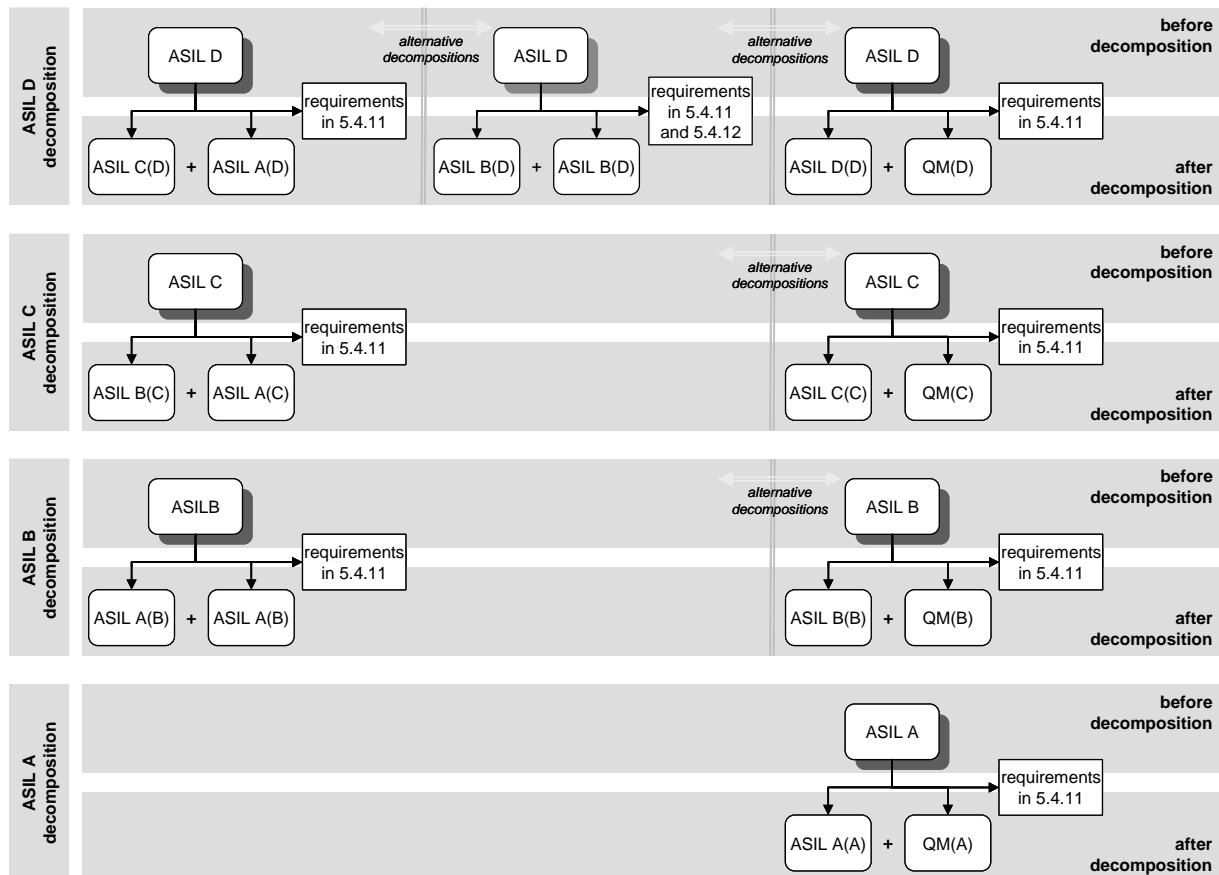 ASIL D
decomposition
ASIL D
alternative
decompositions
ASIL D
alternative
decompositions
ASIL D
before
decomposition
requirements
in 5.4.11
requirements
in 5.4.11
and 5.4.12
requirements
in 5.4.11
ASIL C(D) + ASIL A(D)
ASIL B(D) + ASIL B(D)
ASIL D(D) + QM(D)
after
decomposition
ASIL C
decomposition
ASIL C
alternative
decompositions
ASIL C
before
decomposition
requirements
in 5.4.11
requirements
in 5.4.11
ASIL B(C) + ASIL A(C)
ASIL C(C) + QM(C)
after
decomposition
ASIL B
decomposition
ASILB
alternative
decompositions
ASIL B
before
decomposition
requirements
in 5.4.11
requirements
in 5.4.11
ASIL A(B) + ASIL A(B)
ASIL B(B) + QM(B)
after
decomposition
ASIL A
decomposition
ASIL A
before
decomposition
requirements
in 5.4.11
ASIL A(A) + QM(A)
after
decomposition